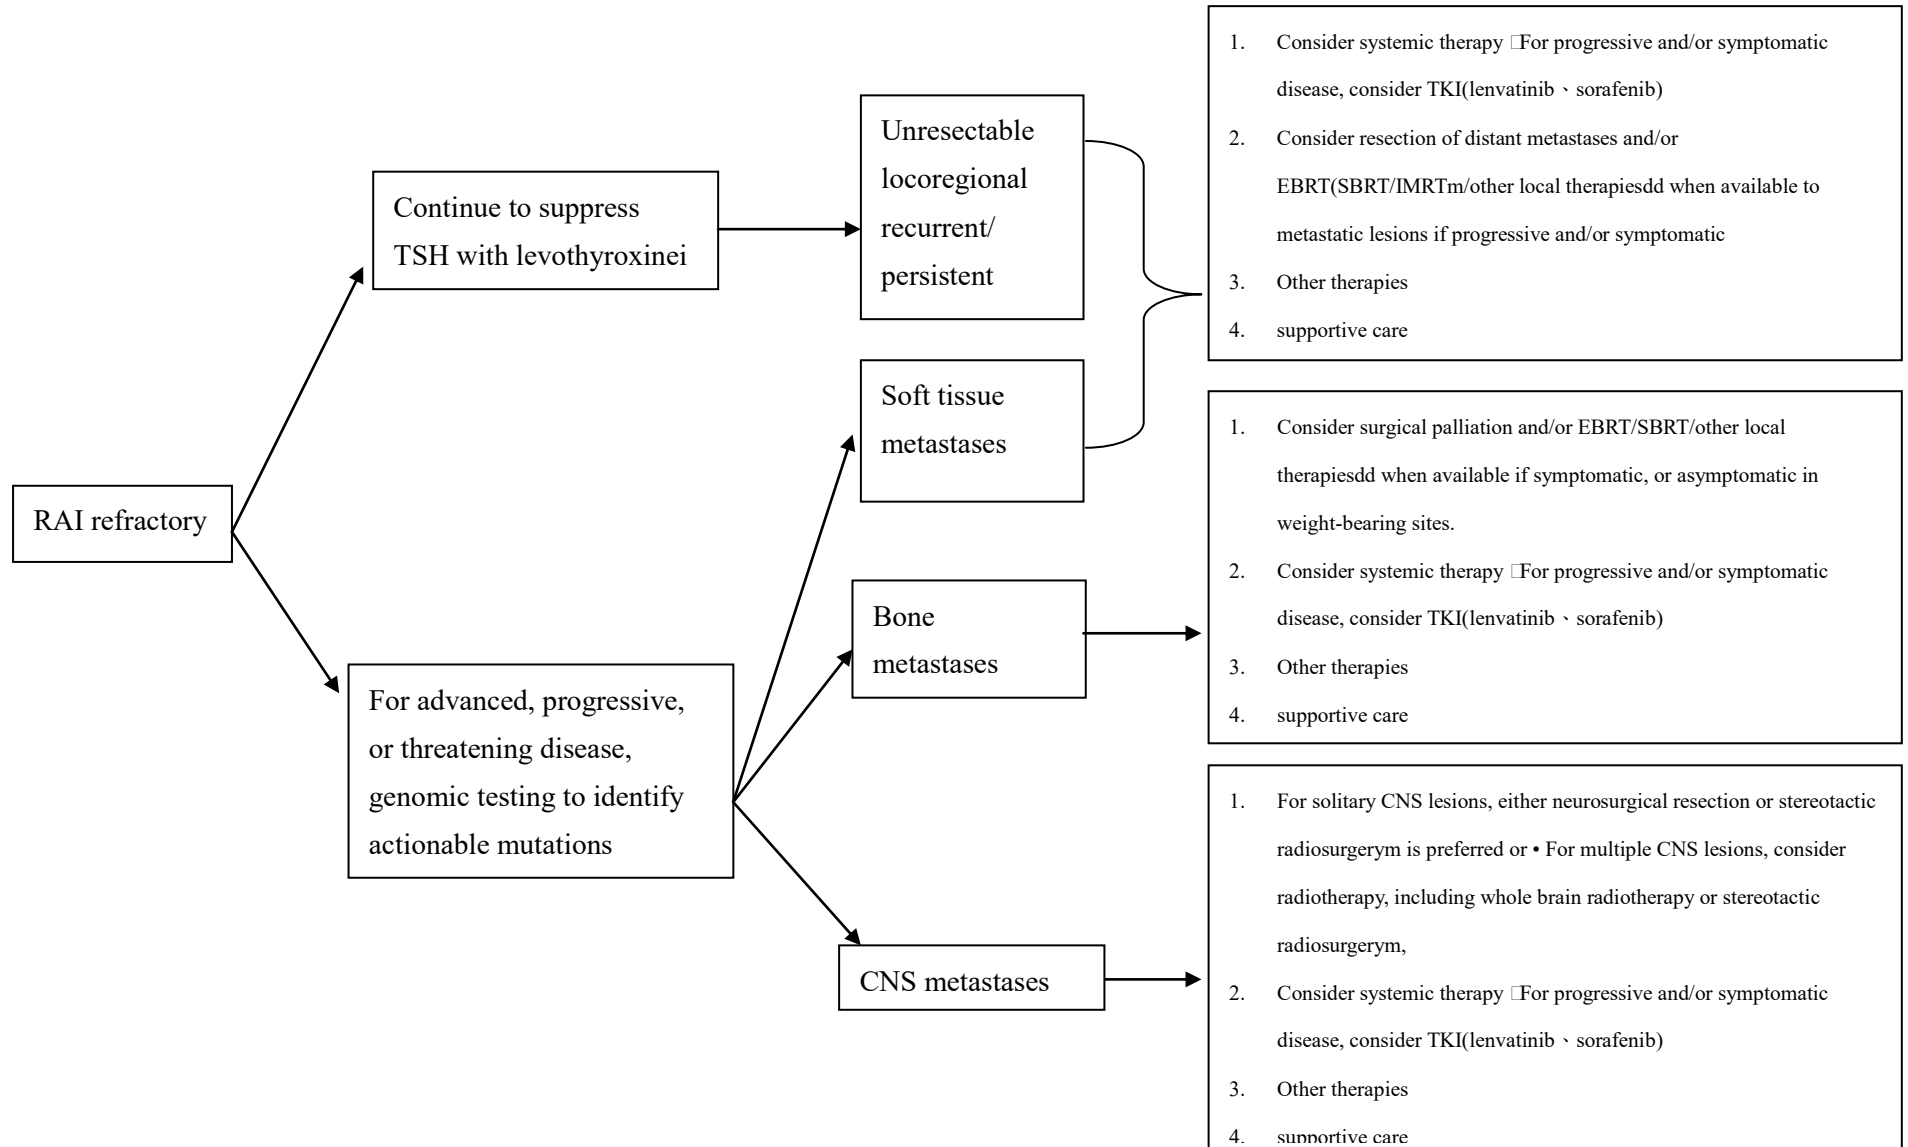 RAI refractory
Continue to suppress
TSH with levothyroxinei
For advanced, progressive,
or threatening disease,
genomic testing to identify
actionable mutations
Unresectable
locoregional
recurrent/
persistent
Soft tissue
metastases
Bone
metastases
CNS metastases
1. Consider systemic therapy □For progressive and/or symptomatic
disease, consider TKI(lenvatinib、sorafenib)
2. Consider resection of distant metastases and/or
EBRT(SBRT/IMRTm/other local therapiesdd when available to
metastatic lesions if progressive and/or symptomatic
3. Other therapies
4. supportive care
1. Consider surgical palliation and/or EBRT/SBRT/other local
therapiesdd when available if symptomatic, or asymptomatic in
weight-bearing sites.
2. Consider systemic therapy □For progressive and/or symptomatic
disease, consider TKI(lenvatinib、sorafenib)
3. Other therapies
4. supportive care
1. For solitary CNS lesions, either neurosurgical resection or stereotactic
radiosurgerym is preferred or • For multiple CNS lesions, consider
radiotherapy, including whole brain radiotherapy or stereotactic
radiosurgerym,
2. Consider systemic therapy □For progressive and/or symptomatic
disease, consider TKI(lenvatinib、sorafenib)
3. Other therapies
4. supportive care